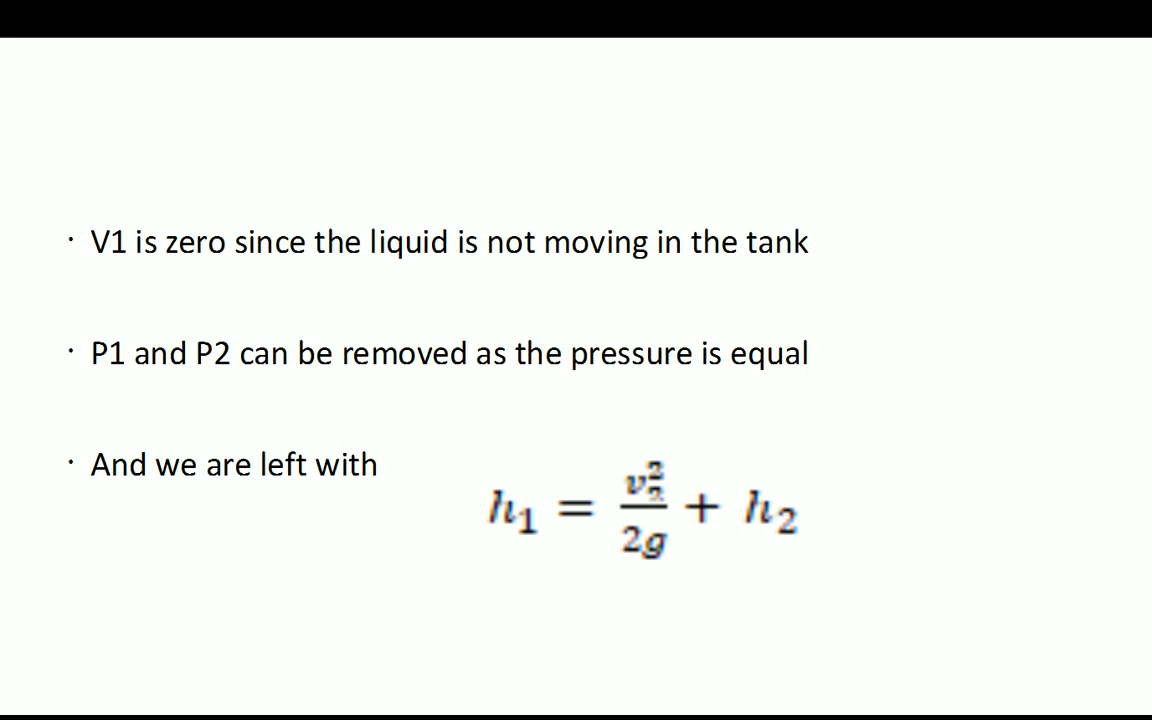 · V1 is zero since the liquid is not moving in the tank
· P1 and P2 can be removed as the pressure is equal
· And we are left with
h₁ = v₂²/2g + h₂